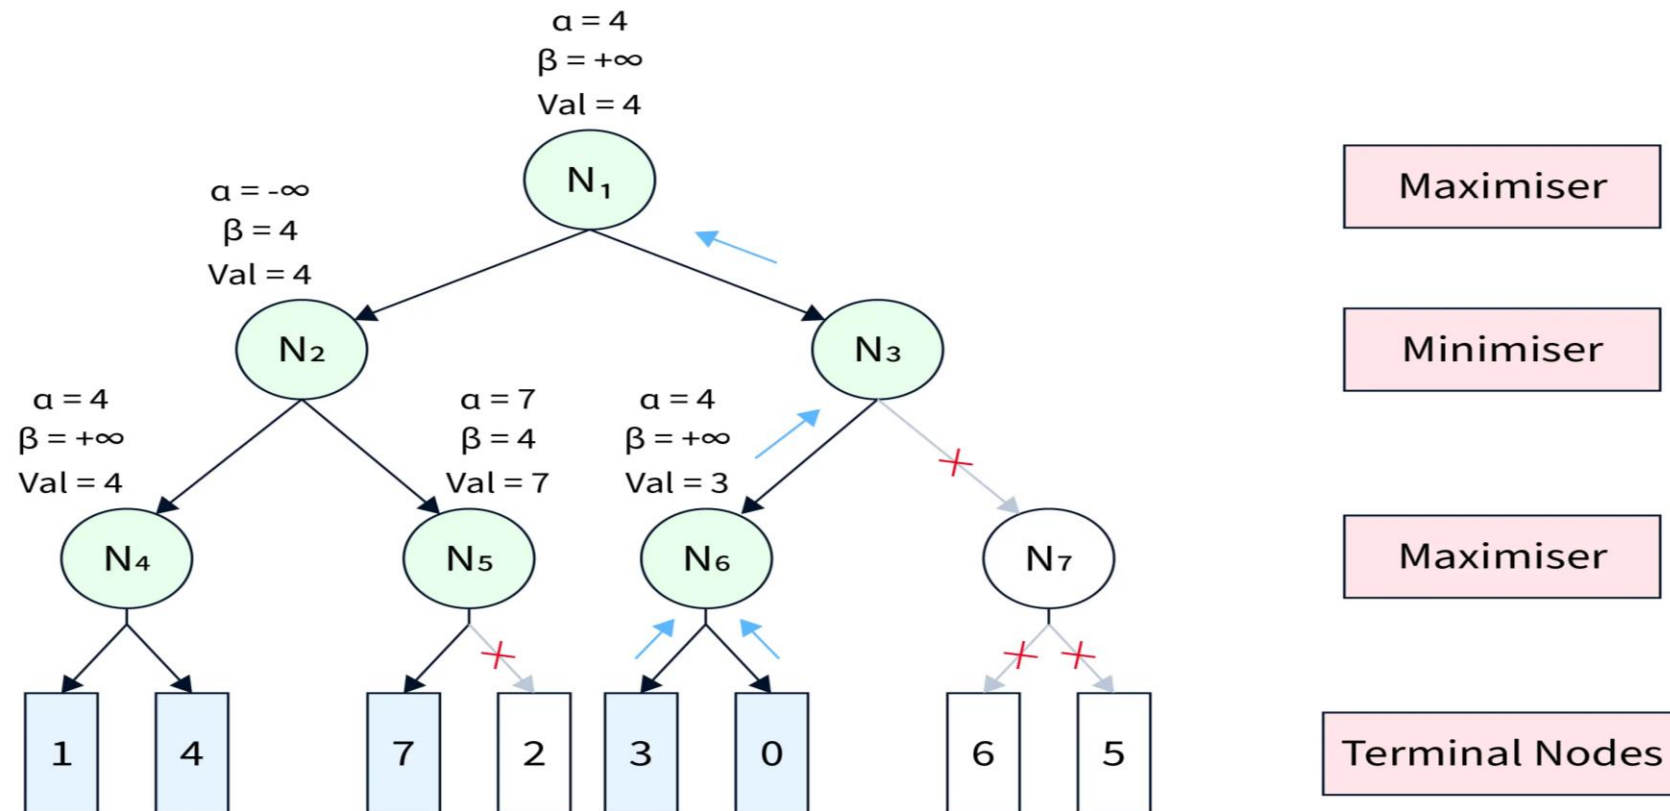 α = 4
β = +∞
Val = 4
N₁
Maximiser
α = -∞
β = 4
Val = 4
N₂
N₃
Minimiser
α = 4
β = +∞
Val = 4
α = 7
β = 4
Val = 7
α = 4
β = +∞
Val = 3
N₄
N₅
N₆
N₇
Maximiser
1
4
7
2
3
0
6
5
Terminal Nodes